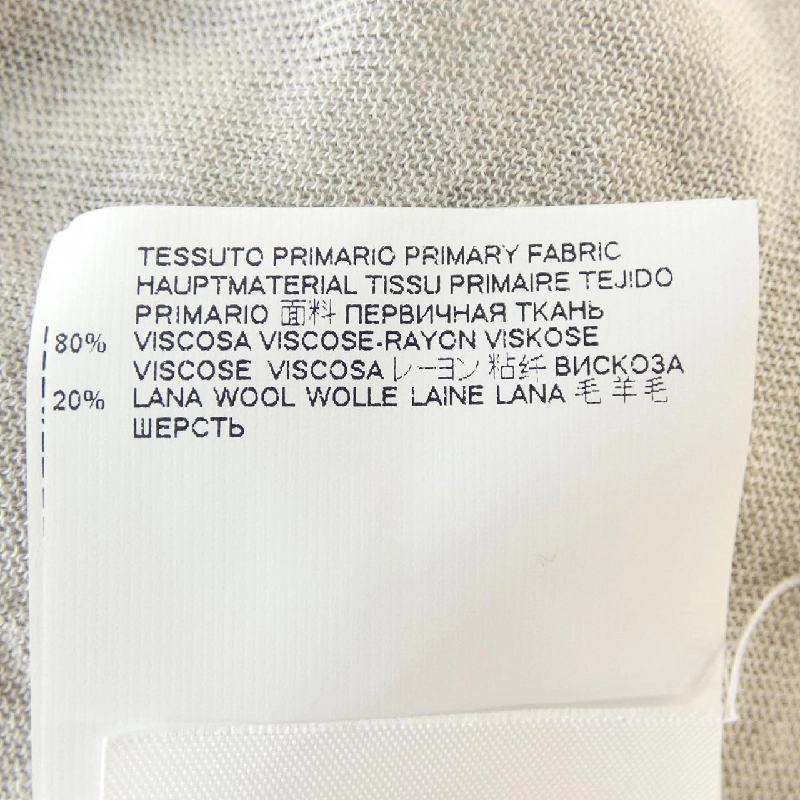 TESSUTO PRIMARIO PRIMARY FABRIC
HAUPTMATERIAL TISSU PRIMAIRE TEJIDO
PRIMARIO 面料 ПЕРВИЧНАЯ ТКАНЬ
80% VISCOSA VISCOSE-RAYON VISKOSE
VISCOSE VISCOSA レーヨン 粘纤 ВИСКОЗА
20% LANA WOOL WOLLE LAINE LANA 毛 羊毛
ШЕРСТЬ